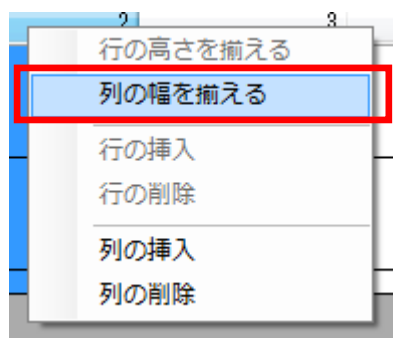 2 3
行の高さを揃える
列の幅を揃える
行の挿入
行の削除
列の挿入
列の削除